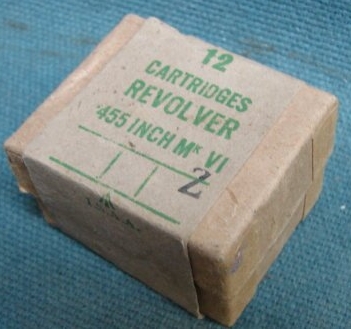 12
CARTRIDGES
REVOLVER
.455 INCH MK VI
Z